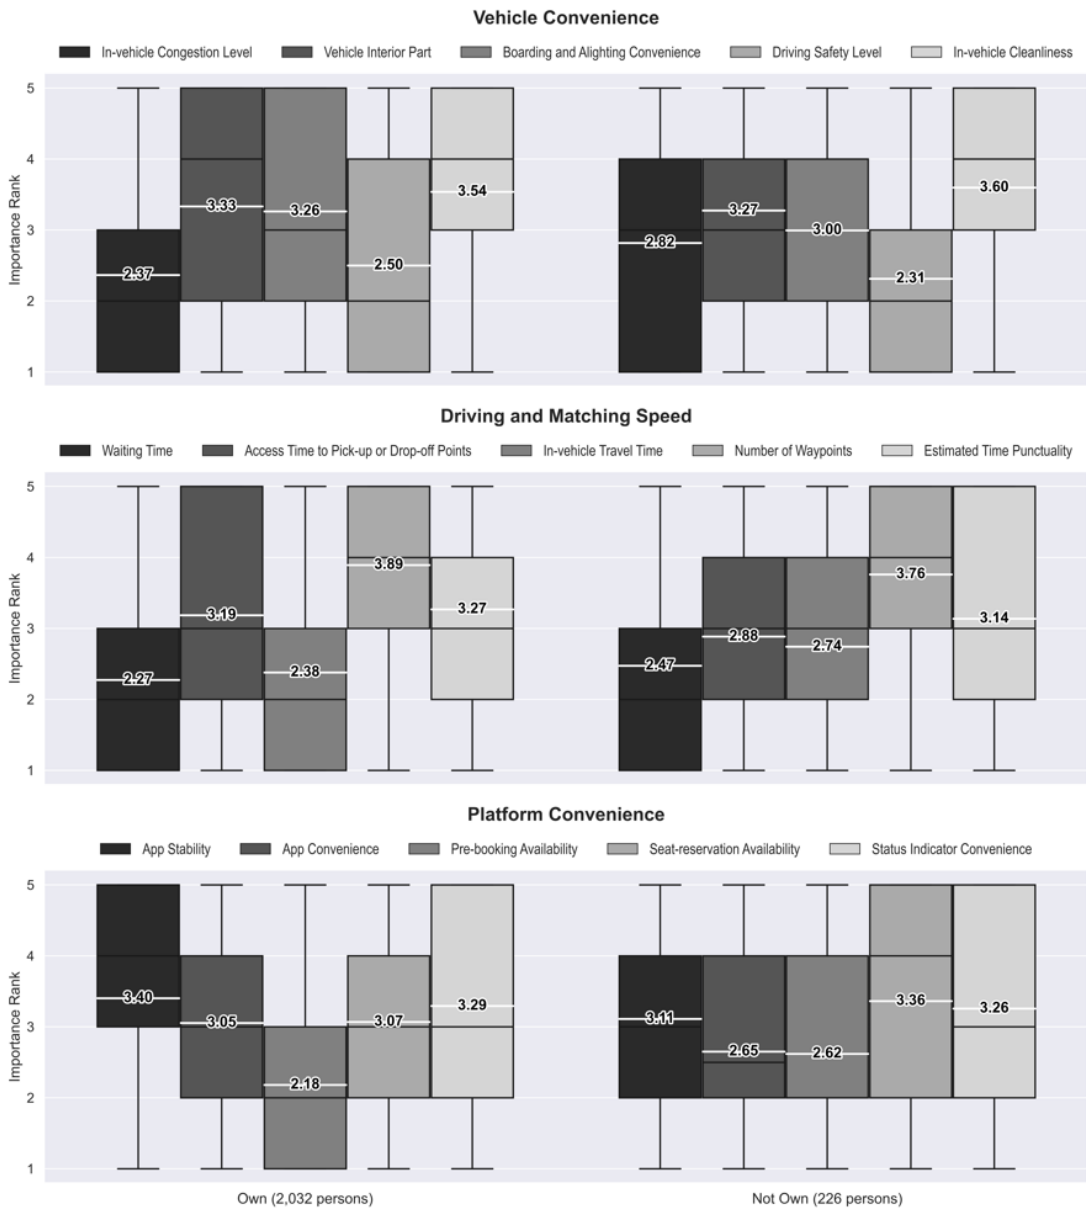 Vehicle Convenience
In-vehicle Congestion Level Vehicle Interior Part Boarding and Alighting Convenience Driving Safety Level In-vehicle Cleanliness
Importance Rank
5
4
3
2
1
2.37 3.33 3.26 2.50 3.54 2.82 3.27 3.00 2.31 3.60
Driving and Matching Speed
Waiting Time Access Time to Pick-up or Drop-off Points In-vehicle Travel Time Number of Waypoints Estimated Time Punctuality
Importance Rank
5
4
3
2
1
2.27 3.19 2.38 3.89 3.27 2.47 2.88 2.74 3.76 3.14
Platform Convenience
App Stability App Convenience Pre-booking Availability Seat-reservation Availability Status Indicator Convenience
Importance Rank
5
4
3
2
1
3.40 3.05 2.18 3.07 3.29 3.11 2.65 2.62 3.36 3.26
Own (2,032 persons) Not Own (226 persons)